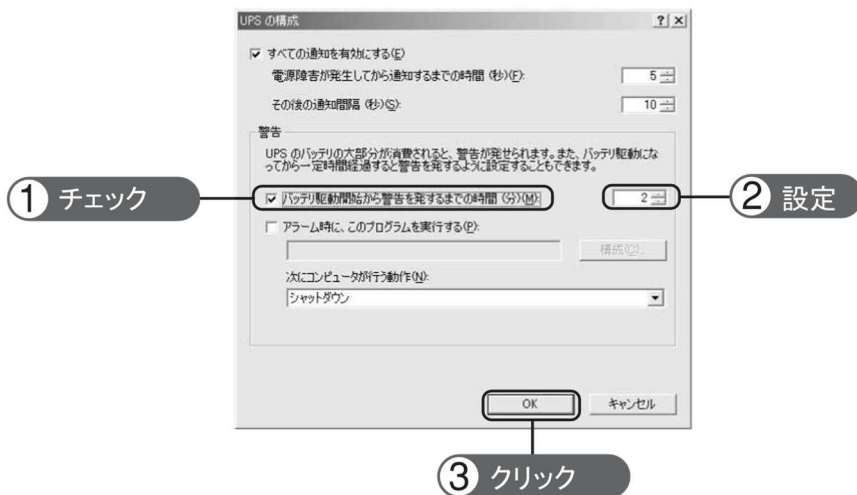 UPS の構成
すべての通知を有効にする(E)
電源障害が発生してから通知するまでの時間 (秒)(F):
5
その後の通知間隔 (秒)(S):
10
警告
UPS のバッテリの大部分が消費されると、警告が発せられます。また、バッテリ駆動にな
ってから一定時間経過すると警告を発するように設定することもできます。
① チェック
バッテリ駆動開始から警告を発するまでの時間 (分)(M):
2
② 設定
アラーム時に、このプログラムを実行する(P):
構成(C)...
次にコンピュータが行う動作(N):
シャットダウン
OK
キャンセル
③ クリック